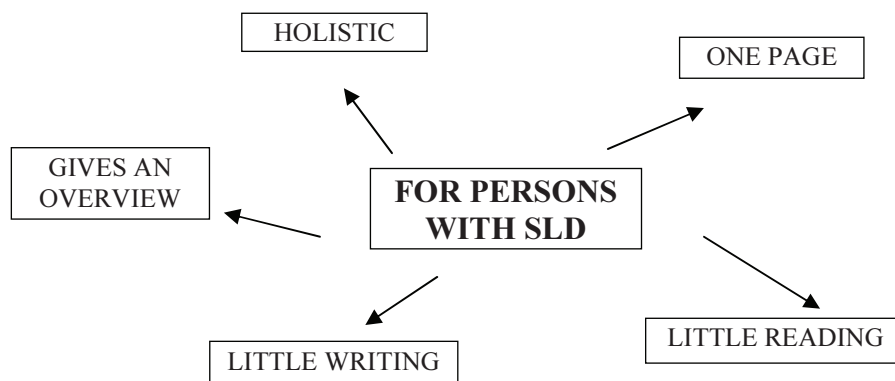 HOLISTIC
ONE PAGE
GIVES AN
OVERVIEW
FOR PERSONS
WITH SLD
LITTLE WRITING
LITTLE READING